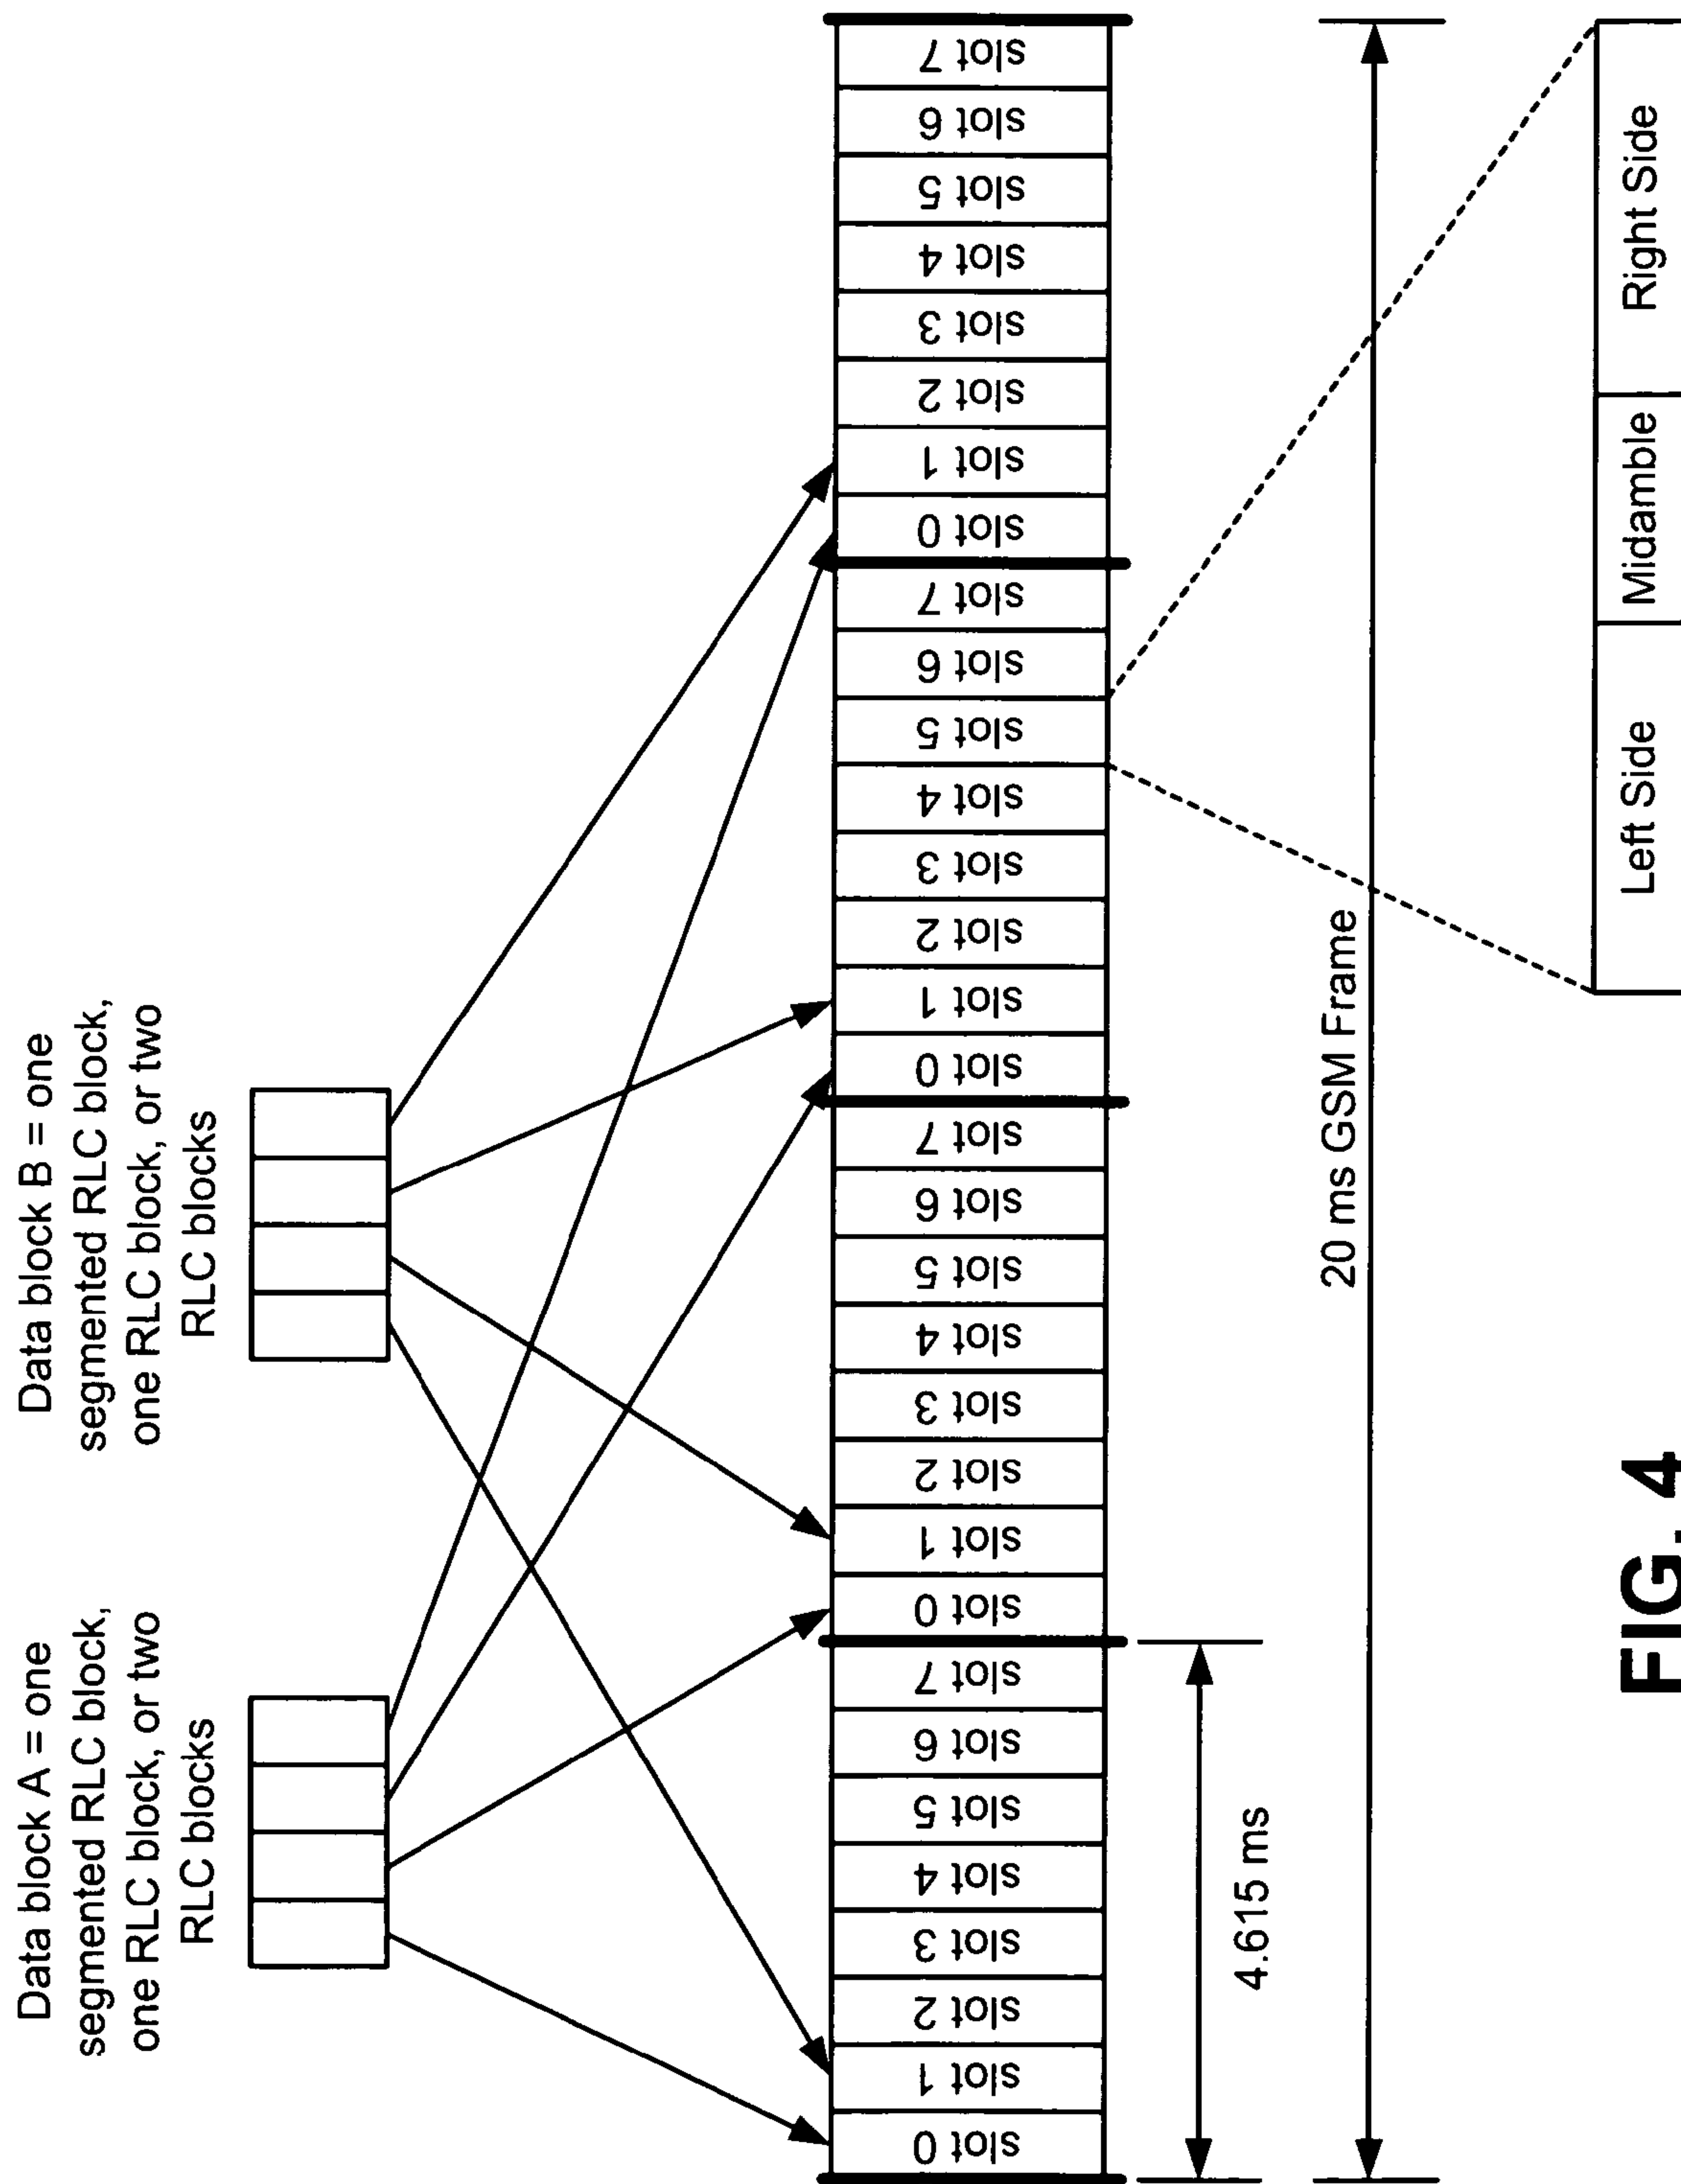 Data block A = one
segmented RLC block,
one RLC block, or two
RLC blocks
Data block B = one
segmented RLC block,
one RLC block, or two
RLC blocks
slot 0
slot 1
slot 2
slot 3
slot 4
slot 5
slot 6
slot 7
slot 0
slot 1
slot 2
slot 3
slot 4
slot 5
slot 6
slot 7
slot 0
slot 1
slot 2
slot 3
slot 4
slot 5
slot 6
slot 7
slot 0
slot 1
slot 2
slot 3
slot 4
slot 5
slot 6
slot 7
4.615 ms
20 ms GSM Frame
Left Side
Midamble
Right Side
FIG. 4